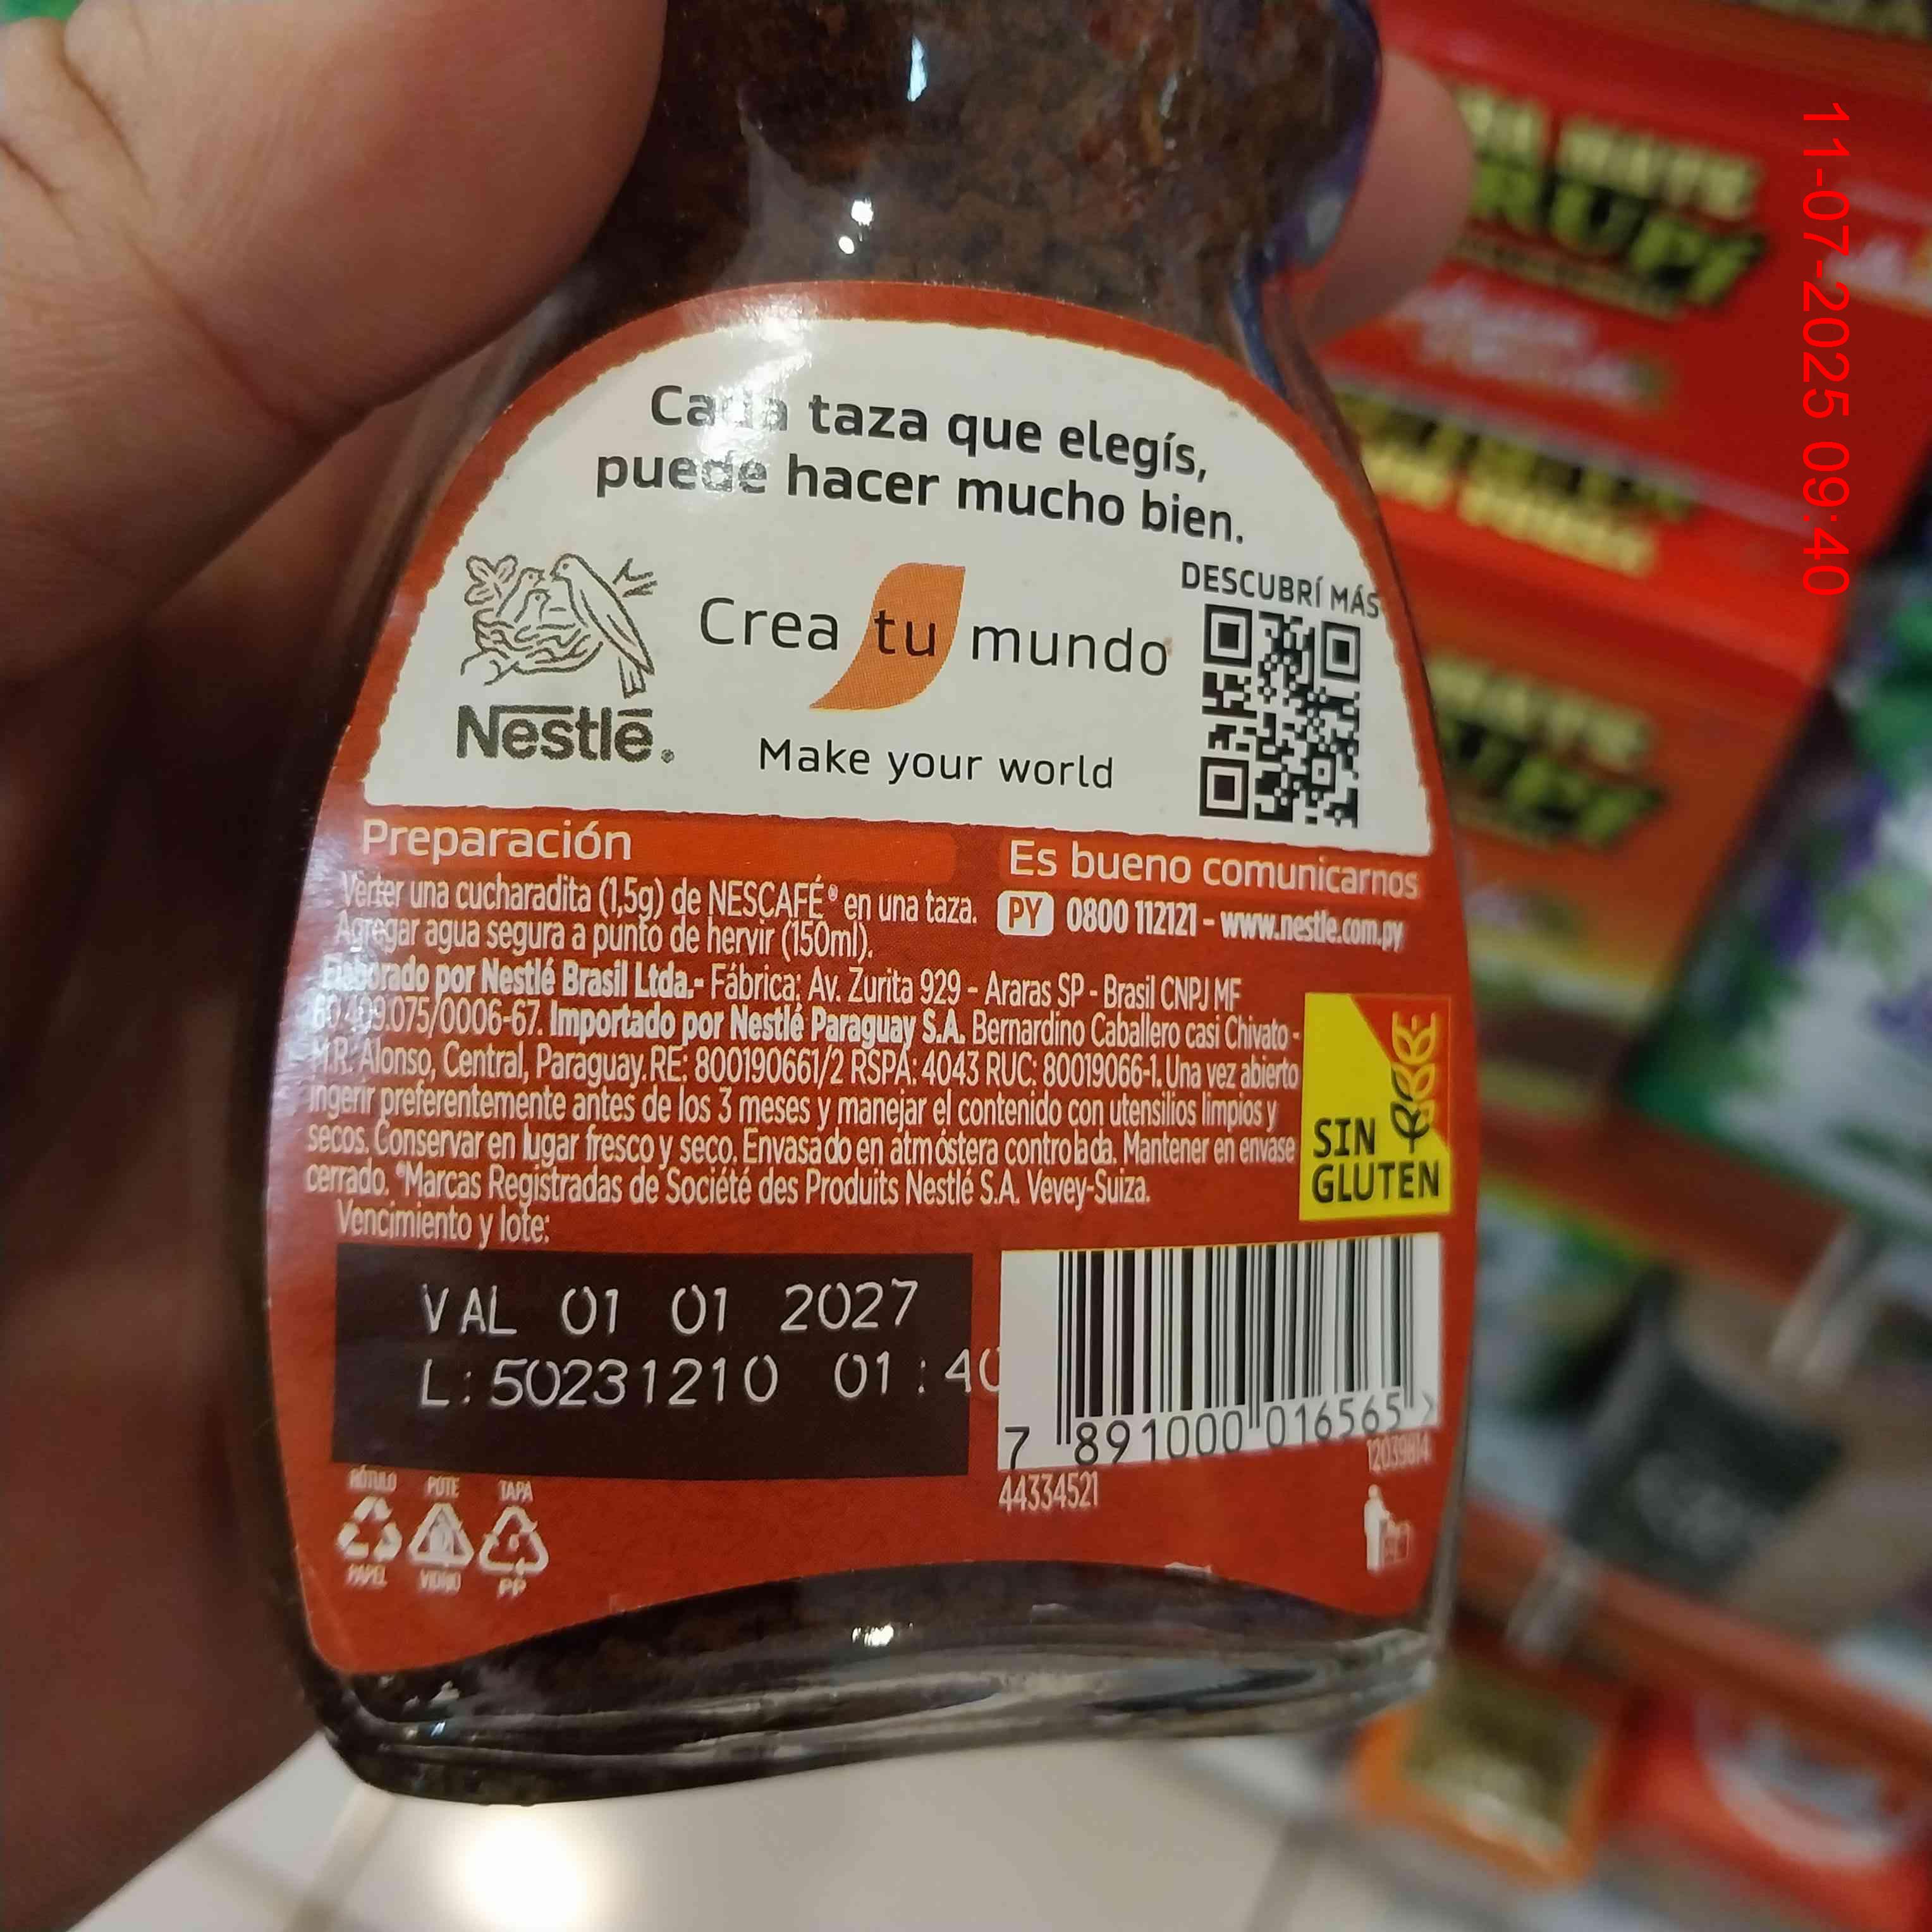 Cada taza que elegís,
puede hacer mucho bien.
DESCUBRÍ MÁS
Nestlé.
Crea tu mundo
Make your world
Preparación
Verter una cucharadita (1,5g) de NESCAFÉ® en una taza.
Agregar agua segura a punto de hervir (150ml).
Es bueno comunicarnos
PY 0800 112121 - www.nestle.com.py
Elaborado por Nestlé Brasil Ltda.- Fábrica: Av. Zurita 929 - Araras SP - Brasil CNPJ MF
60.409.075/0006-67. Importado por Nestlé Paraguay S.A. Bernardino Caballero casi Chivato -
M.R. Alonso, Central, Paraguay. RE: 800190661/2 RSPA: 4043 RUC: 80019066-1. Una vez abierto
ingerir preferentemente antes de los 3 meses y manejar el contenido con utensilios limpios y
secos. Conservar en lugar fresco y seco. Envasado en atmósfera controlada. Mantener en envase
cerrado. ®Marcas Registradas de Société des Produits Nestlé S.A. Vevey-Suiza.
Vencimiento y lote:
SIN
GLUTEN
VAL 01 01 2027
L:50231210 01:40
7 891000 016565 >
44334521
12039814
RÓTULO POTE TAPA
PAPEL VIDRIO PP
11-07-2025 09:40
MATE